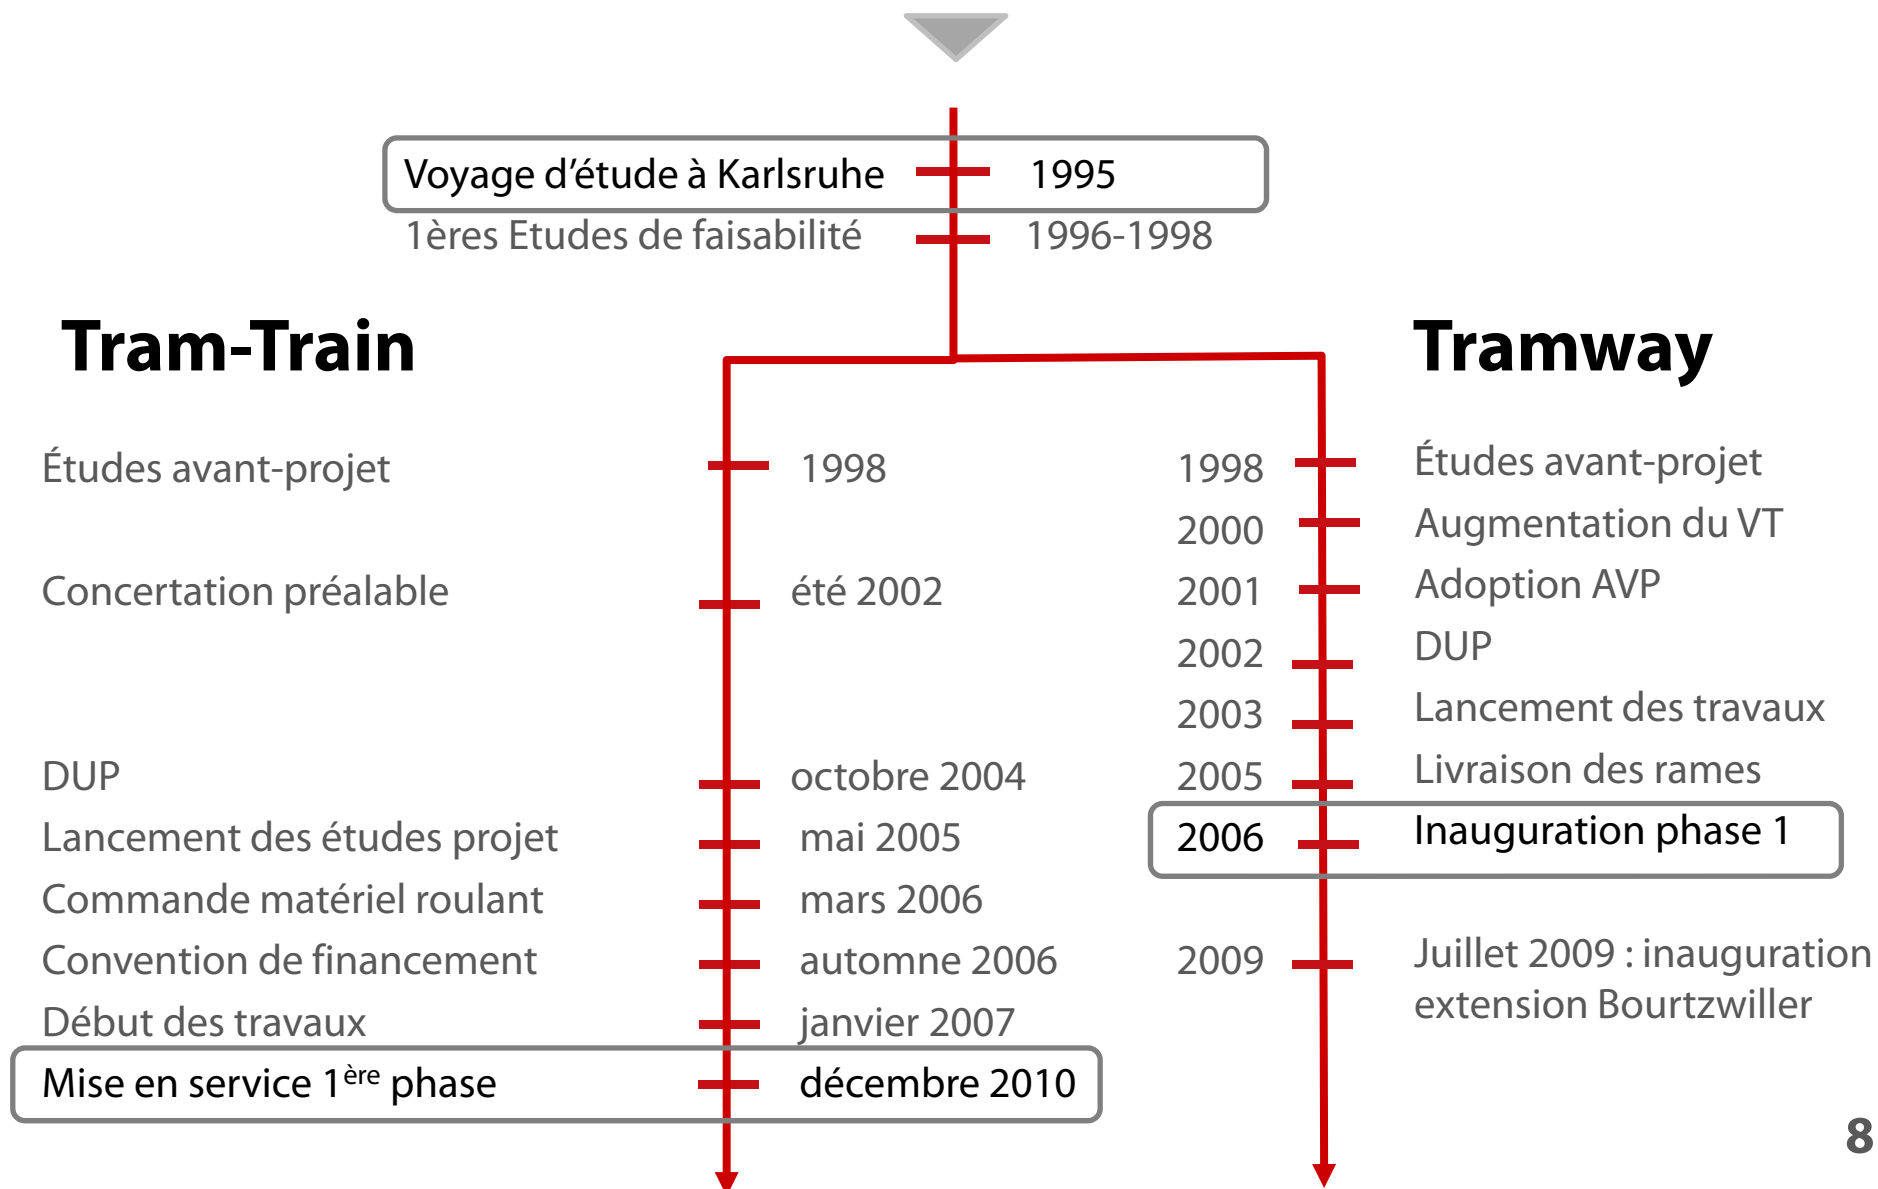 Voyage d’étude à Karlsruhe 1995
1ères Etudes de faisabilité 1996-1998
Tram-Train
Études avant-projet 1998
Concertation préalable été 2002
DUP octobre 2004
Lancement des études projet mai 2005
Commande matériel roulant mars 2006
Convention de financement automne 2006
Début des travaux janvier 2007
Mise en service 1ère phase décembre 2010
Tramway
1998 Études avant-projet
2000 Augmentation du VT
2001 Adoption AVP
2002 DUP
2003 Lancement des travaux
2005 Livraison des rames
2006 Inauguration phase 1
2009 Juillet 2009 : inauguration
extension Bourtzwiller
8